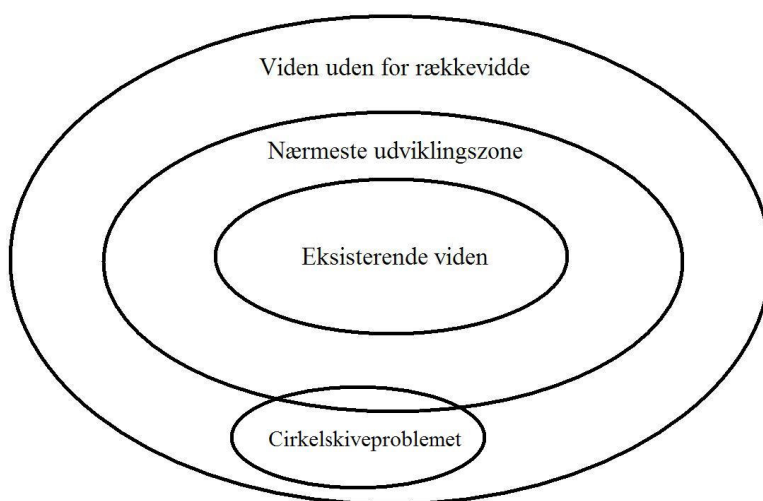 Viden uden for rækkevidde
Nærmeste udviklingszone
Eksisterende viden
Cirkelskiveproblemet